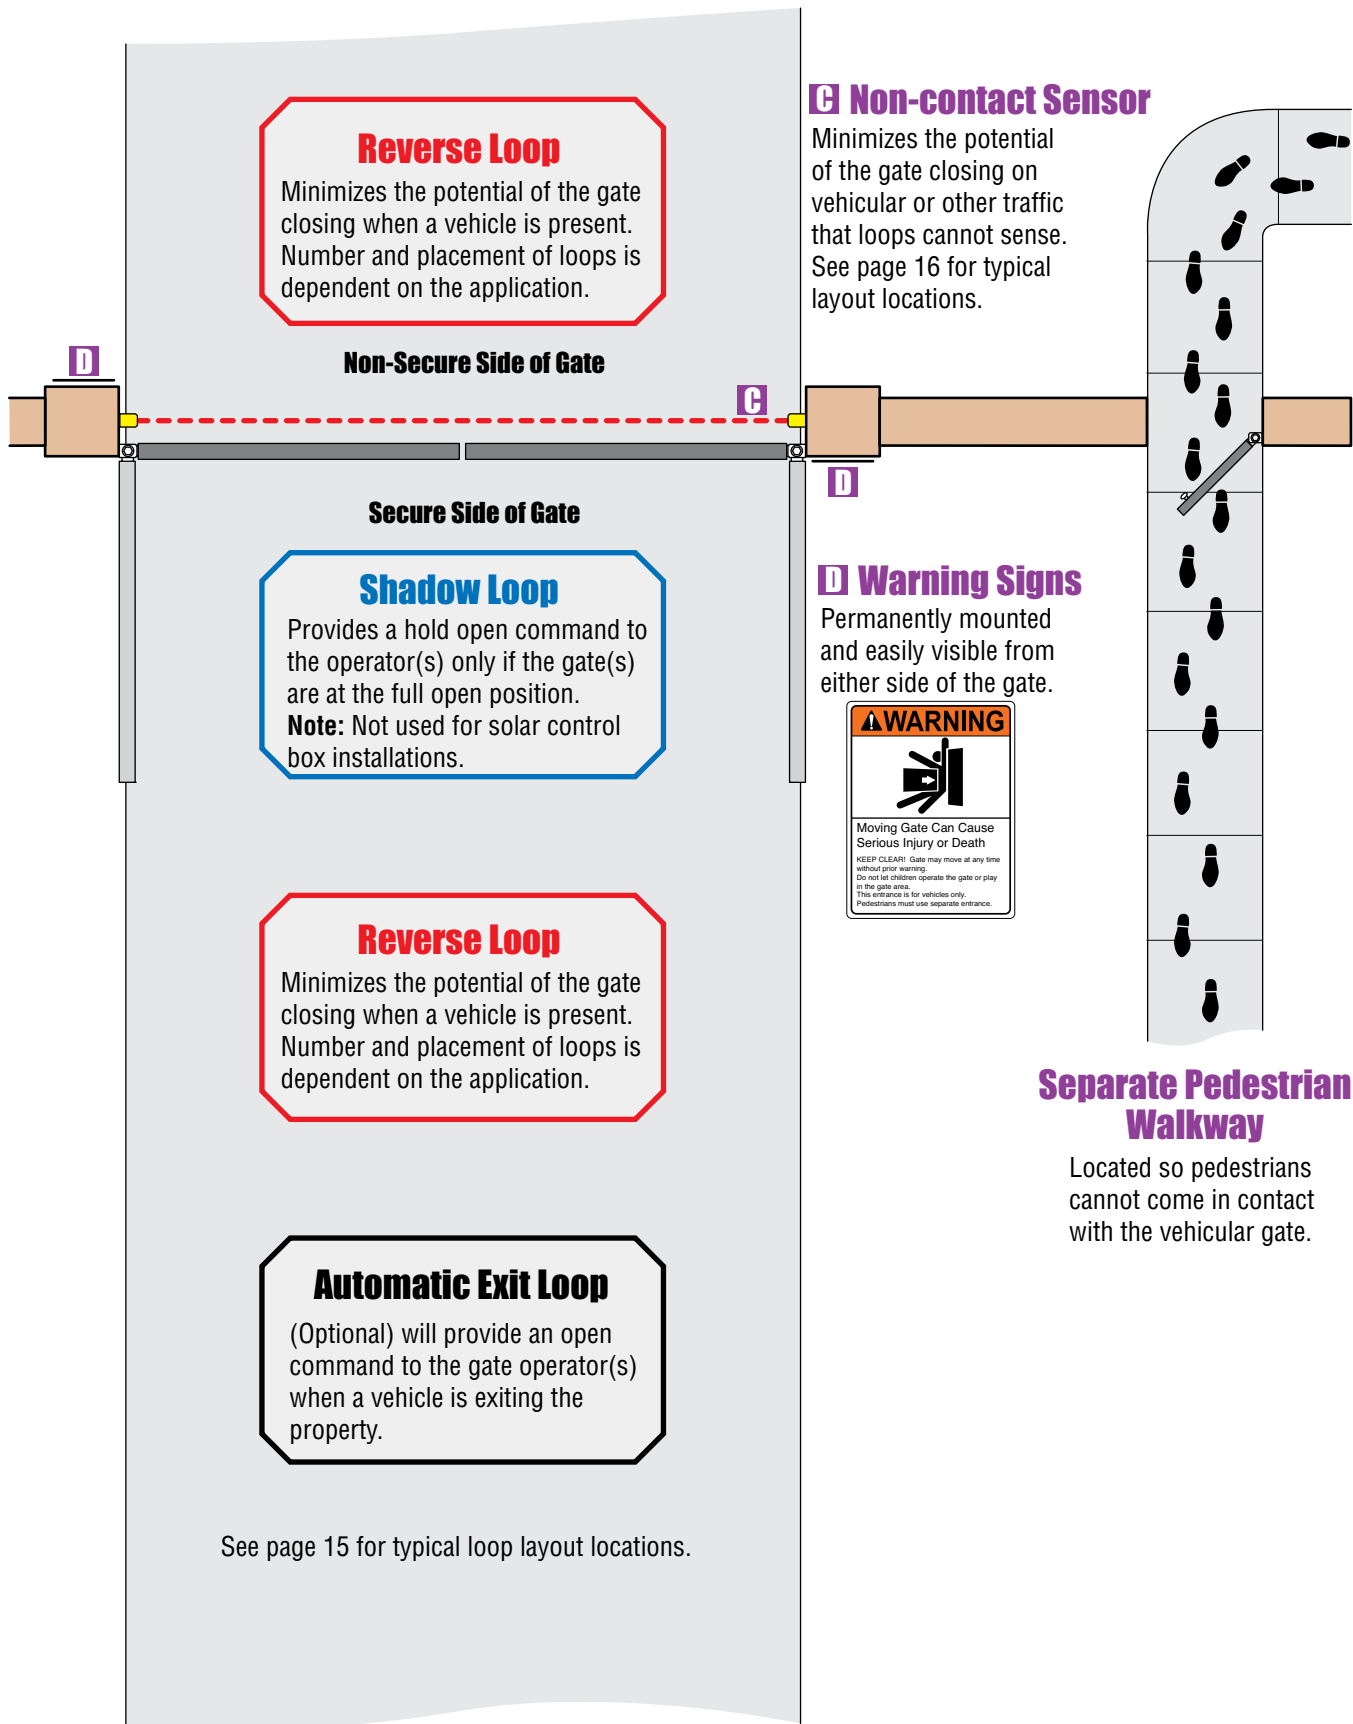 Reverse Loop
Minimizes the potential of the gate
closing when a vehicle is present.
Number and placement of loops is
dependent on the application.
C Non-contact Sensor
Minimizes the potential
of the gate closing on
vehicular or other traffic
that loops cannot sense.
See page 16 for typical
layout locations.
D
Non-Secure Side of Gate
C
D
Secure Side of Gate
Shadow Loop
Provides a hold open command to
the operator(s) only if the gate(s)
are at the full open position.
Note: Not used for solar control
box installations.
D Warning Signs
Permanently mounted
and easily visible from
either side of the gate.
WARNING
Moving Gate Can Cause
Serious Injury or Death
KEEP CLEAR! Gate may move at any time
without prior warning.
Do not let children operate the gate or play
in the gate area.
This entrance is for vehicles only.
Pedestrians must use separate entrance.
Reverse Loop
Minimizes the potential of the gate
closing when a vehicle is present.
Number and placement of loops is
dependent on the application.
Separate Pedestrian
Walkway
Located so pedestrians
cannot come in contact
with the vehicular gate.
Automatic Exit Loop
(Optional) will provide an open
command to the gate operator(s)
when a vehicle is exiting the
property.
See page 15 for typical loop layout locations.